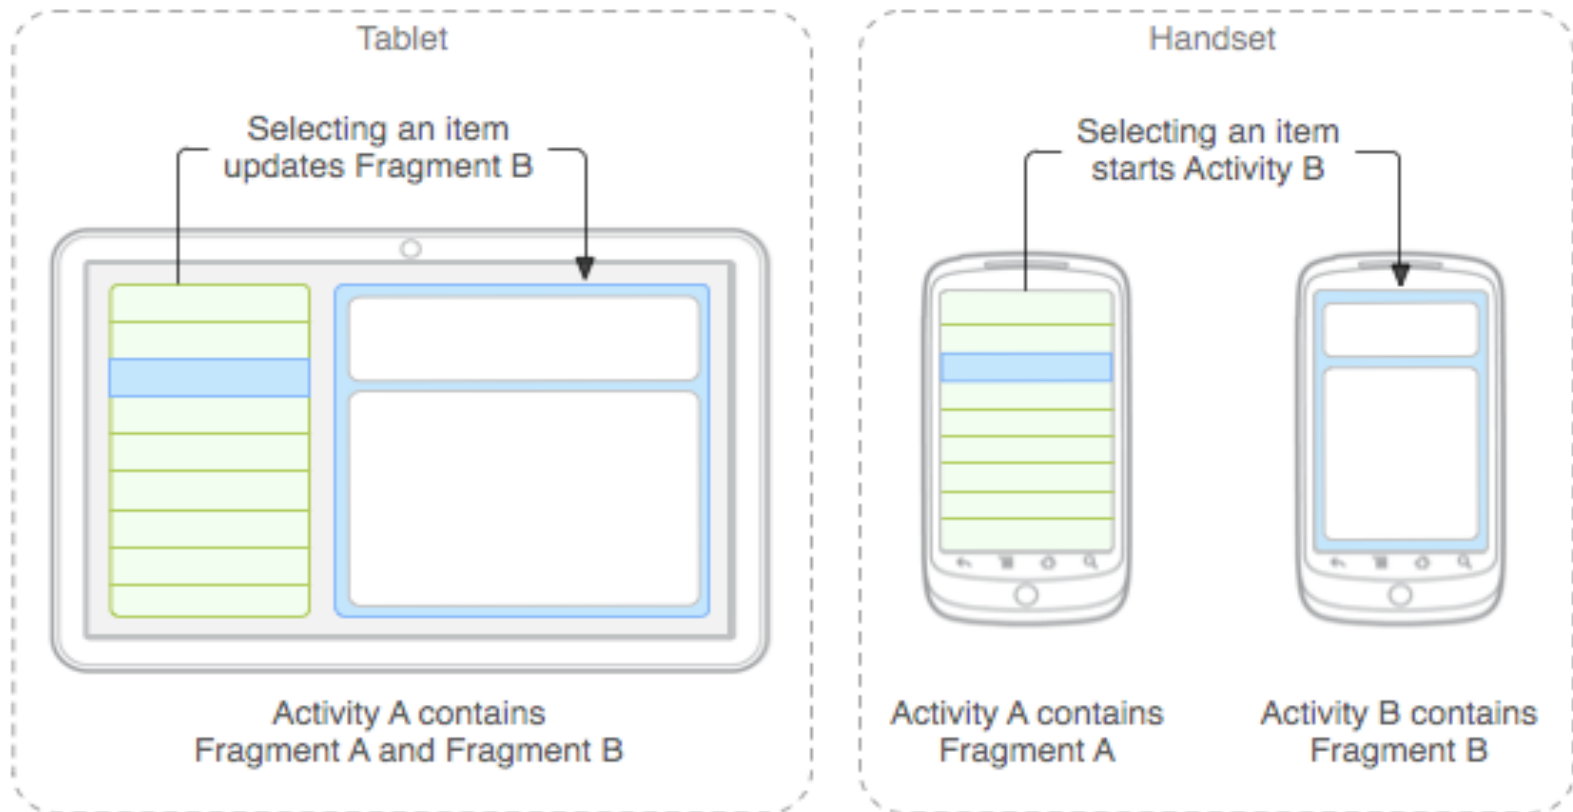 Tablet
Selecting an item
updates Fragment B
Activity A contains
Fragment A and Fragment B
Handset
Selecting an item
starts Activity B
Activity A contains
Fragment A
Activity B contains
Fragment B